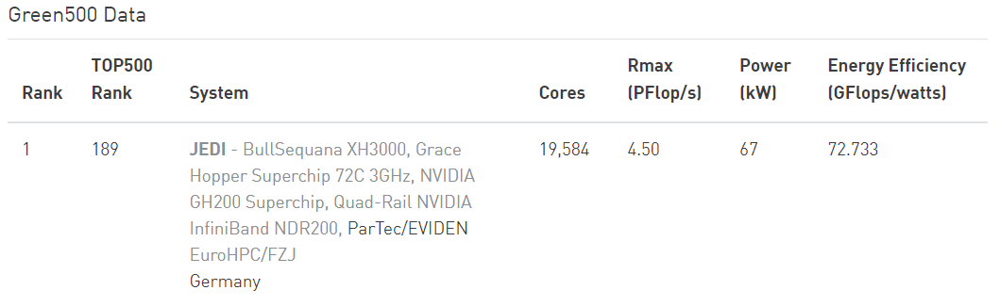 Green500 Data
TOP500 Rmax Power Energy Efficiency
Rank Rank System Cores (PFlop/s) (kW) (GFlops/watts)
1 189 JEDI - BullSequana XH3000, Grace 19,584 4.50 67 72.733
Hopper Superchip 72C 3GHz, NVIDIA
GH200 Superchip, Quad-Rail NVIDIA
InfiniBand NDR200, ParTec/EVIDEN
EuroHPC/FZJ
Germany